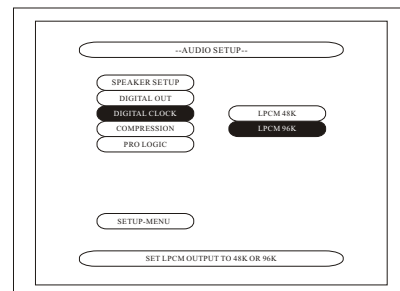 --AUDIO SETUP--
SPEAKER SETUP
DIGITAL OUT
DIGITAL CLOCK
LPCM 48K
COMPRESSION
LPCM 96K
PRO LOGIC
SETUP-MENU
SET LPCM OUTPUT TO 48K OR 96K